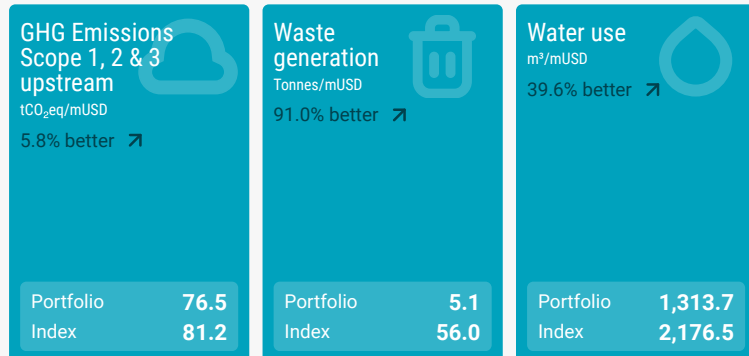 GHG Emissions
Scope 1, 2 & 3
upstream
tCO₂eq/mUSD
5.8% better
Portfolio 76.5
Index 81.2
Waste
generation
Tonnes/mUSD
91.0% better
Portfolio 5.1
Index 56.0
Water use
m³/mUSD
39.6% better
Portfolio 1,313.7
Index 2,176.5